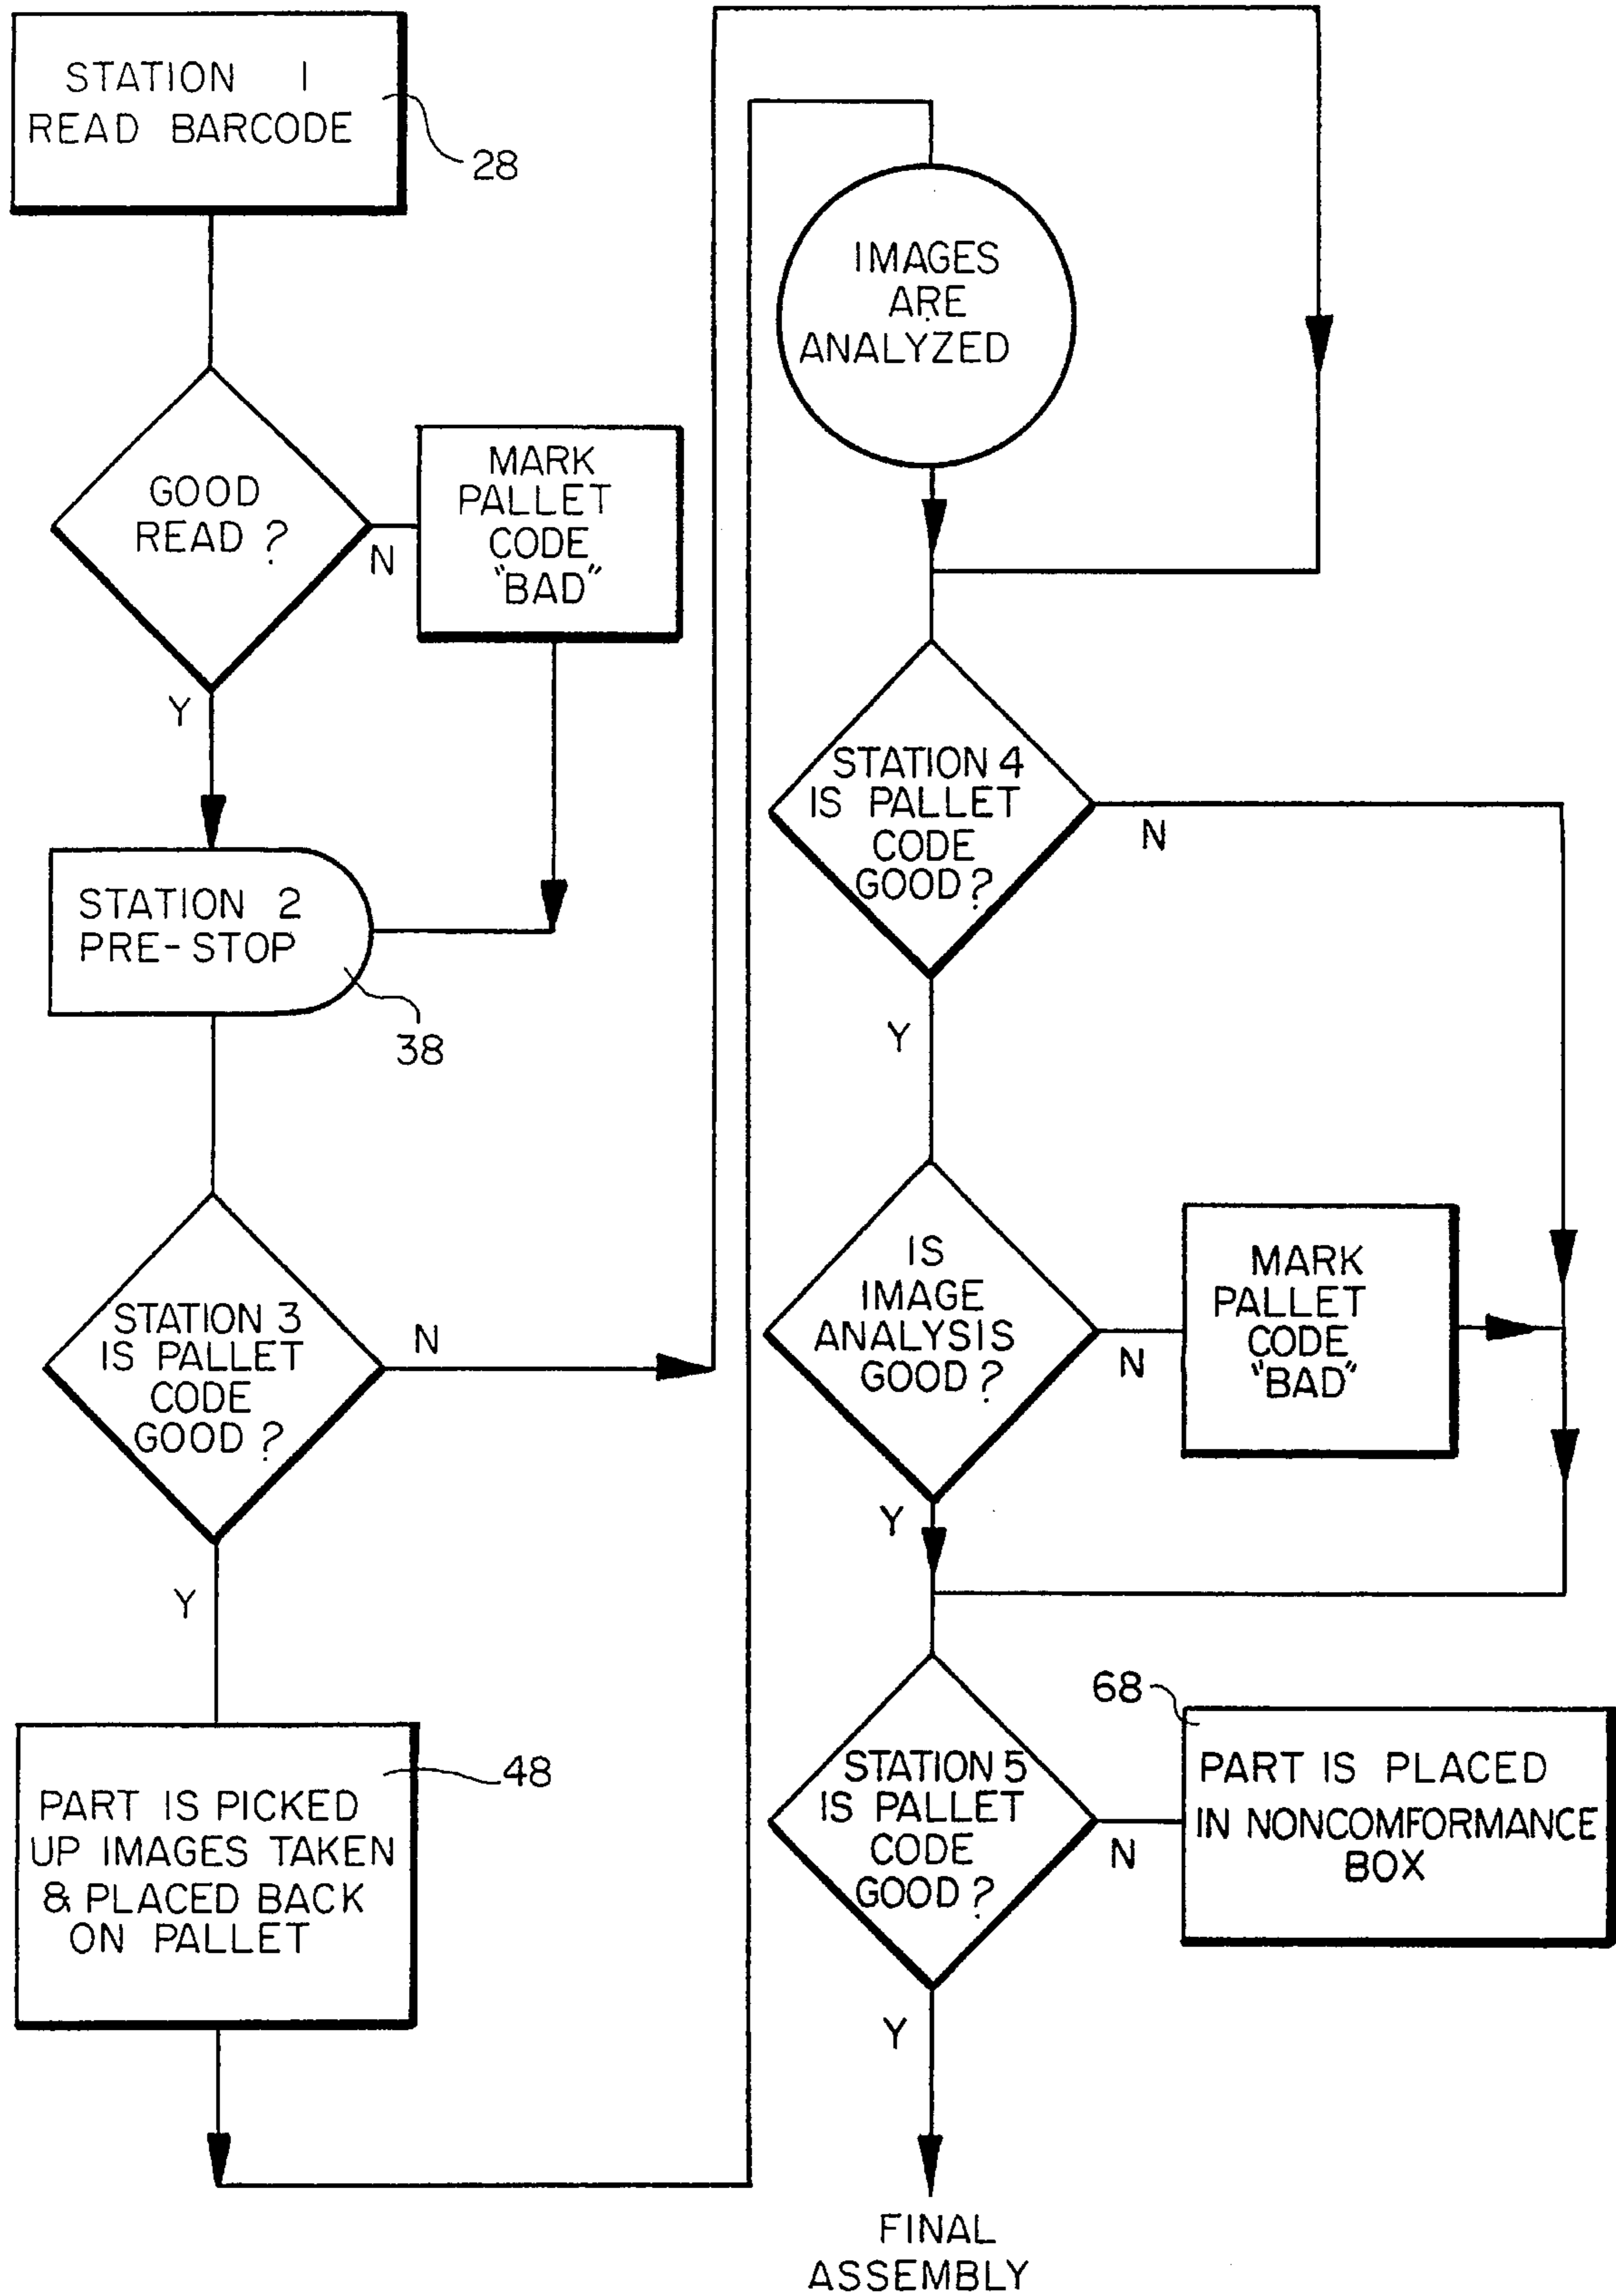 STATION 1
READ BARCODE
28
GOOD
READ ?
N
Y
MARK
PALLET
CODE
"BAD"
STATION 2
PRE-STOP
38
STATION 3
IS PALLET
CODE
GOOD ?
N
Y
PART IS PICKED
UP IMAGES TAKEN
& PLACED BACK
ON PALLET
48
IMAGES
ARE
ANALYZED
STATION 4
IS PALLET
CODE
GOOD ?
N
Y
IS
IMAGE
ANALYSIS
GOOD ?
N
Y
MARK
PALLET
CODE
"BAD"
STATION 5
IS PALLET
CODE
GOOD ?
N
Y
68
PART IS PLACED
IN NONCOMFORMANCE
BOX
FINAL
ASSEMBLY